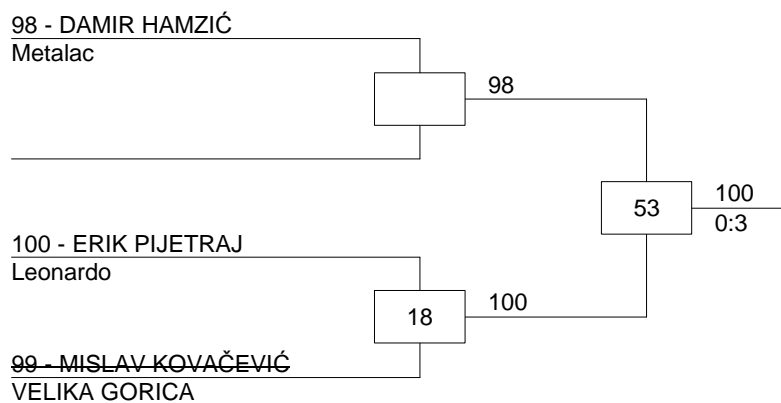 98 - DAMIR HAMZIĆ
Metalac
98
53
100
0:3
100 - ERIK PIJETRAJ
Leonardo
18
100
99 - MISLAV KOVAČEVIĆ
VELIKA GORICA